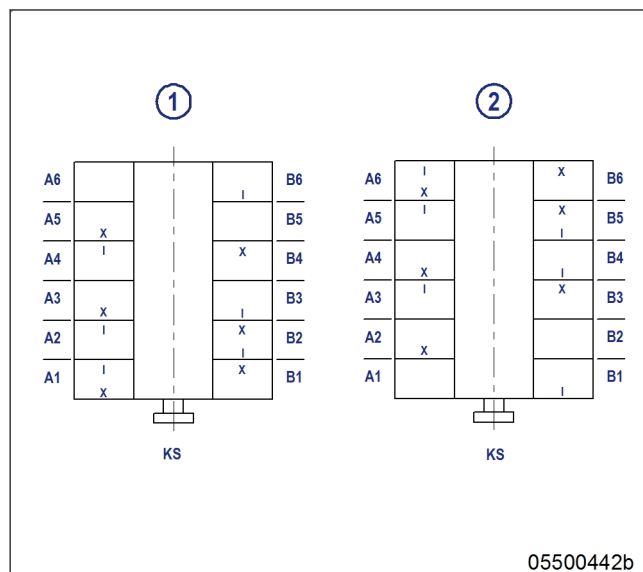 1
A6 B6
I
A5 B5
X
A4 I X B4
A3 B3
X I
A2 I X B2
I
A1 I X B1
X
KS
2
A6 I X B6
X
A5 I X B5
I
A4 B4
X I
A3 I X B3
A2 B2
X
A1 B1
I
KS
05500442b